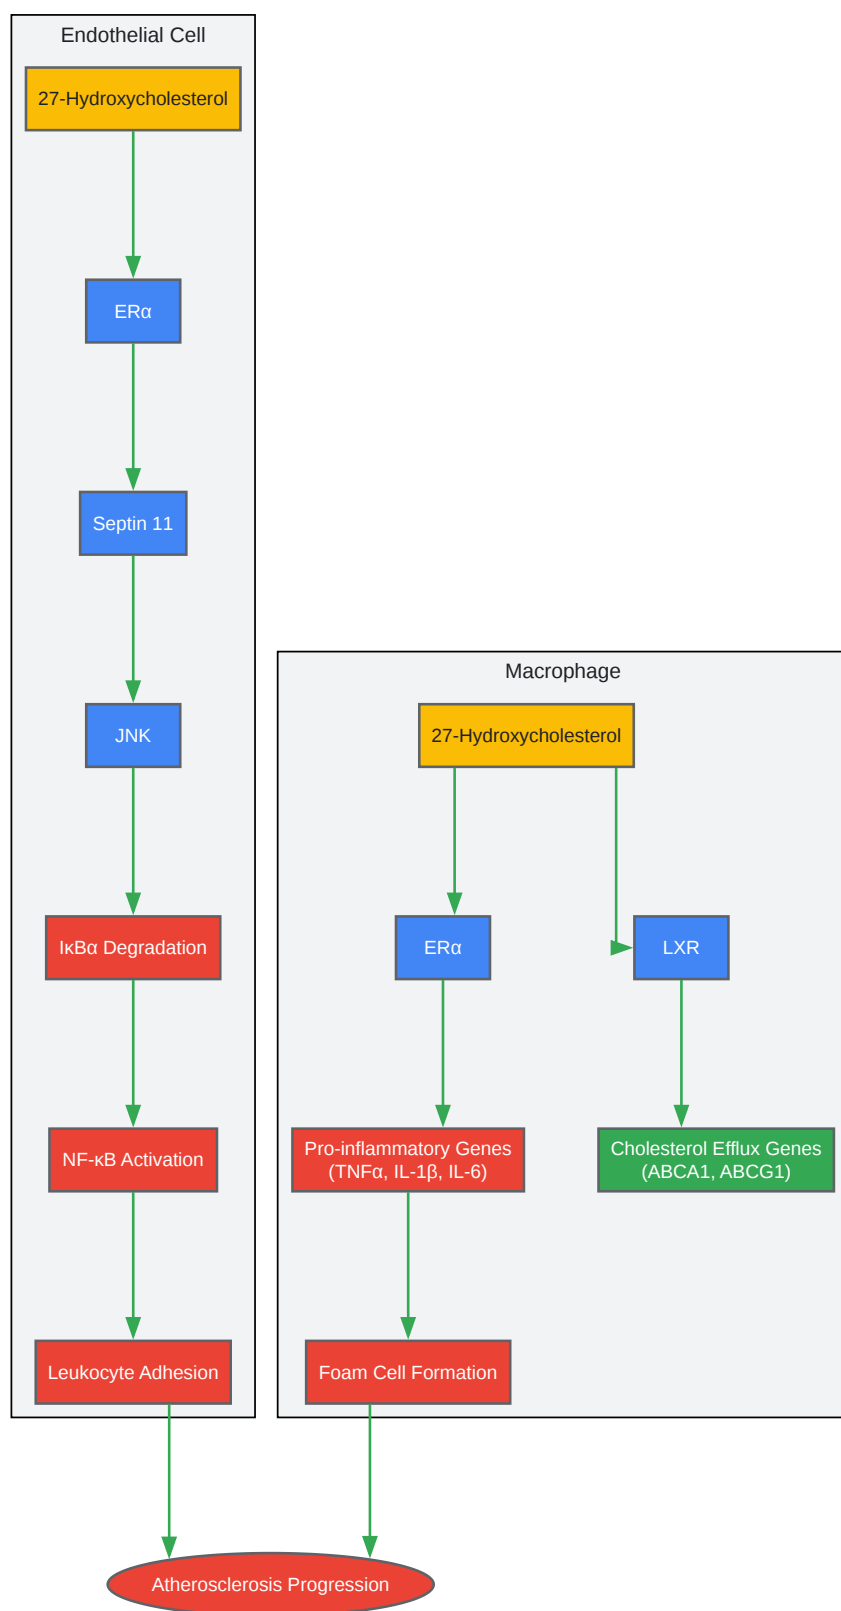 Endothelial Cell
27-Hydroxycholesterol
ERα
Septin 11
JNK
IκBα Degradation
NF-κB Activation
Leukocyte Adhesion
Macrophage
27-Hydroxycholesterol
ERα
LXR
Pro-inflammatory Genes
(TNFα, IL-1β, IL-6)
Cholesterol Efflux Genes
(ABCA1, ABCG1)
Foam Cell Formation
Atherosclerosis Progression